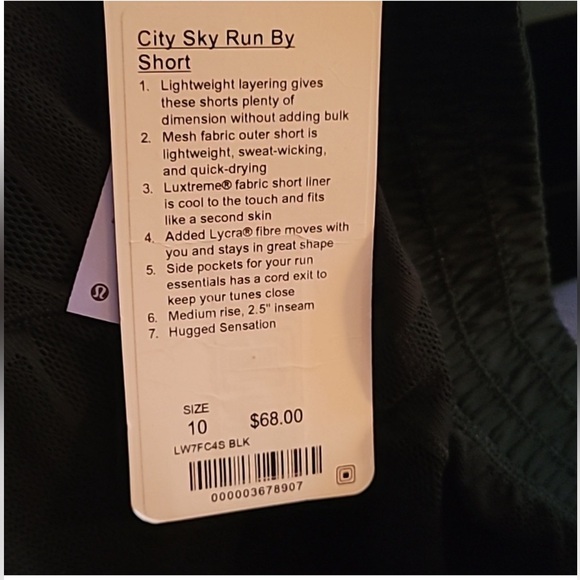 City Sky Run By
Short
1. Lightweight layering gives
these shorts plenty of
dimension without adding bulk
2. Mesh fabric outer short is
lightweight, sweat-wicking,
and quick-drying
3. Luxtreme® fabric short liner
is cool to the touch and fits
like a second skin
4. Added Lycra® fibre moves with
you and stays in great shape
5. Side pockets for your run
essentials has a cord exit to
keep your tunes close
6. Medium rise, 2.5" inseam
7. Hugged Sensation
SIZE
10 $68.00
LW7FC4S BLK
000003678907